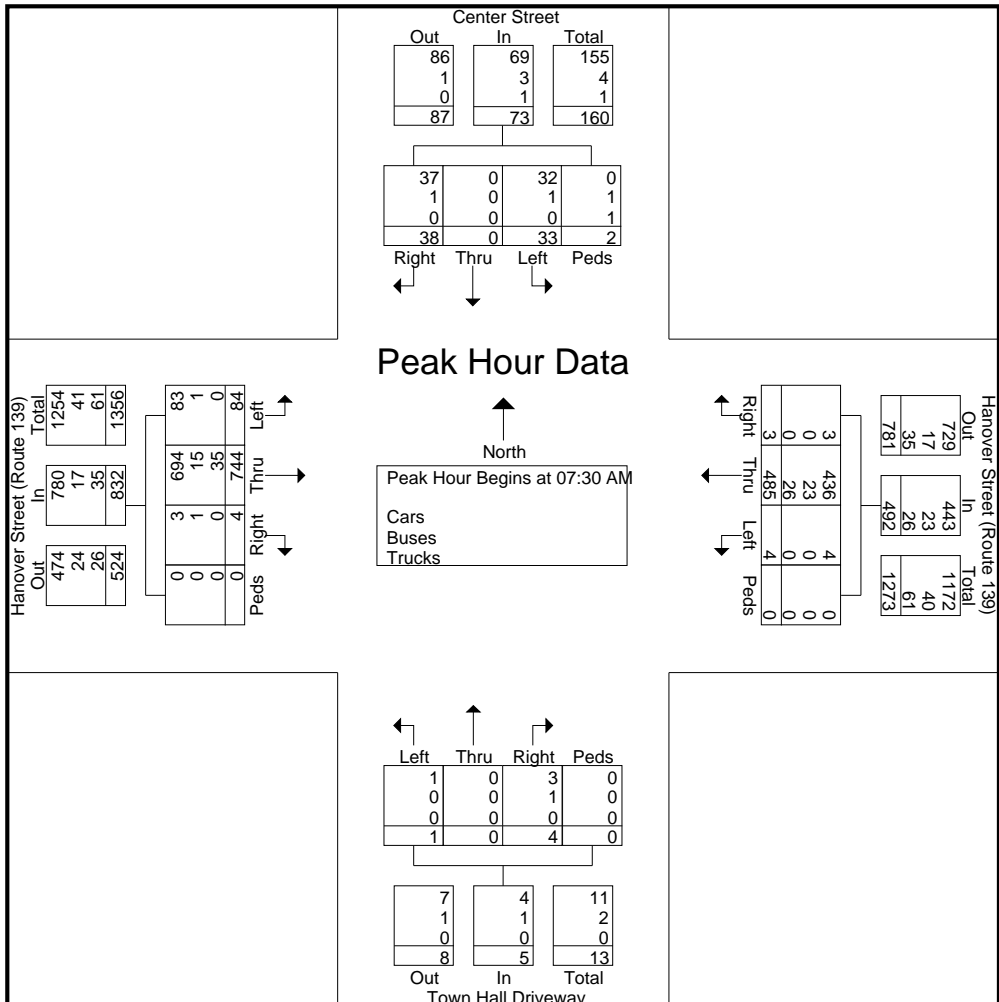 Center Street
Out In Total
86 69 155
1 3 4
0 1 1
87 73 160
37 0 32 0
1 0 1 1
0 0 0 1
38 0 33 2
Right Thru Left Peds
Peak Hour Data
North
Peak Hour Begins at 07:30 AM
Cars
Buses
Trucks
Hanover Street (Route 139)
Total In Out
1254 780 474
41 17 24
61 35 26
1356 832 524
83 694 3 0
1 15 1 0
0 35 0 0
84 744 4 0
Left Thru Right Peds
Hanover Street (Route 139)
Out In Total
729 443 1172
17 23 40
35 26 61
781 492 1273
3 436 4 0
0 23 0 0
0 26 0 0
3 485 4 0
Right Thru Left Peds
Left Thru Right Peds
1 0 3 0
0 0 1 0
0 0 0 0
1 0 4 0
7 4 11
1 1 2
0 0 0
8 5 13
Out In Total
Town Hall Driveway